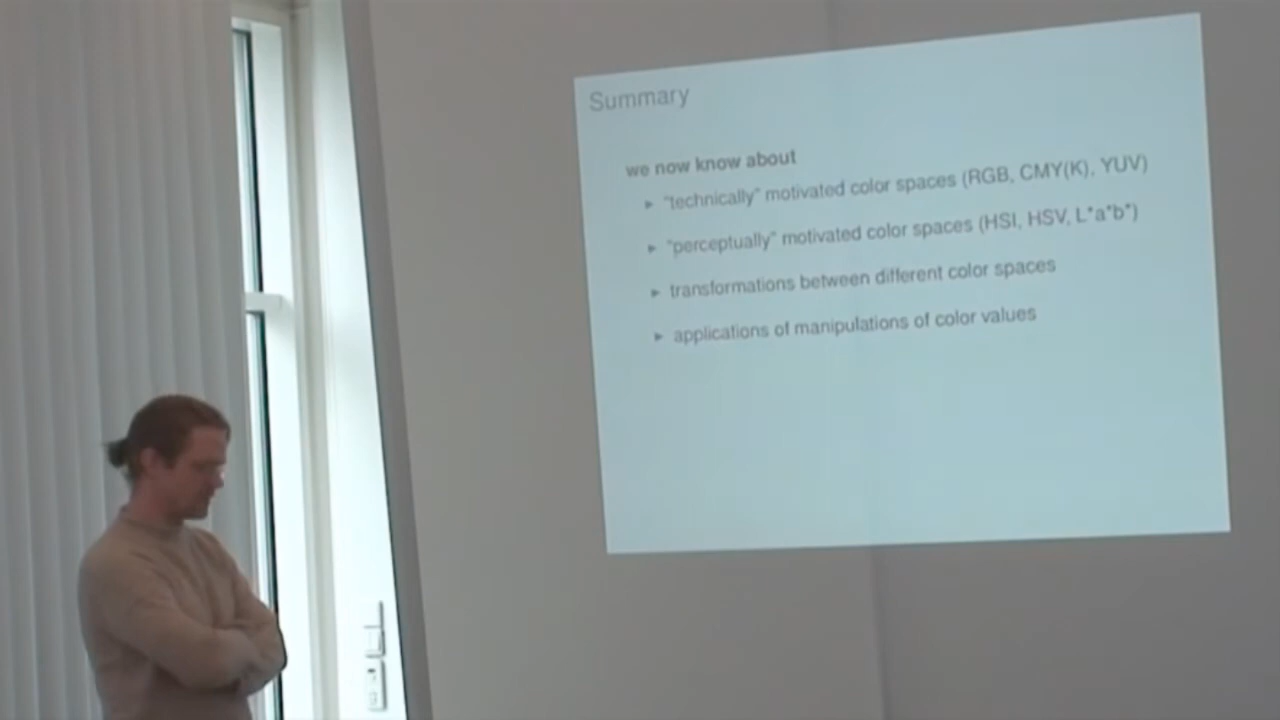 Summary
we now know about
► "technically" motivated color spaces (RGB, CMY(K), YUV)
► "perceptually" motivated color spaces (HSI, HSV, L*a*b*)
► transformations between different color spaces
► applications of manipulations of color values